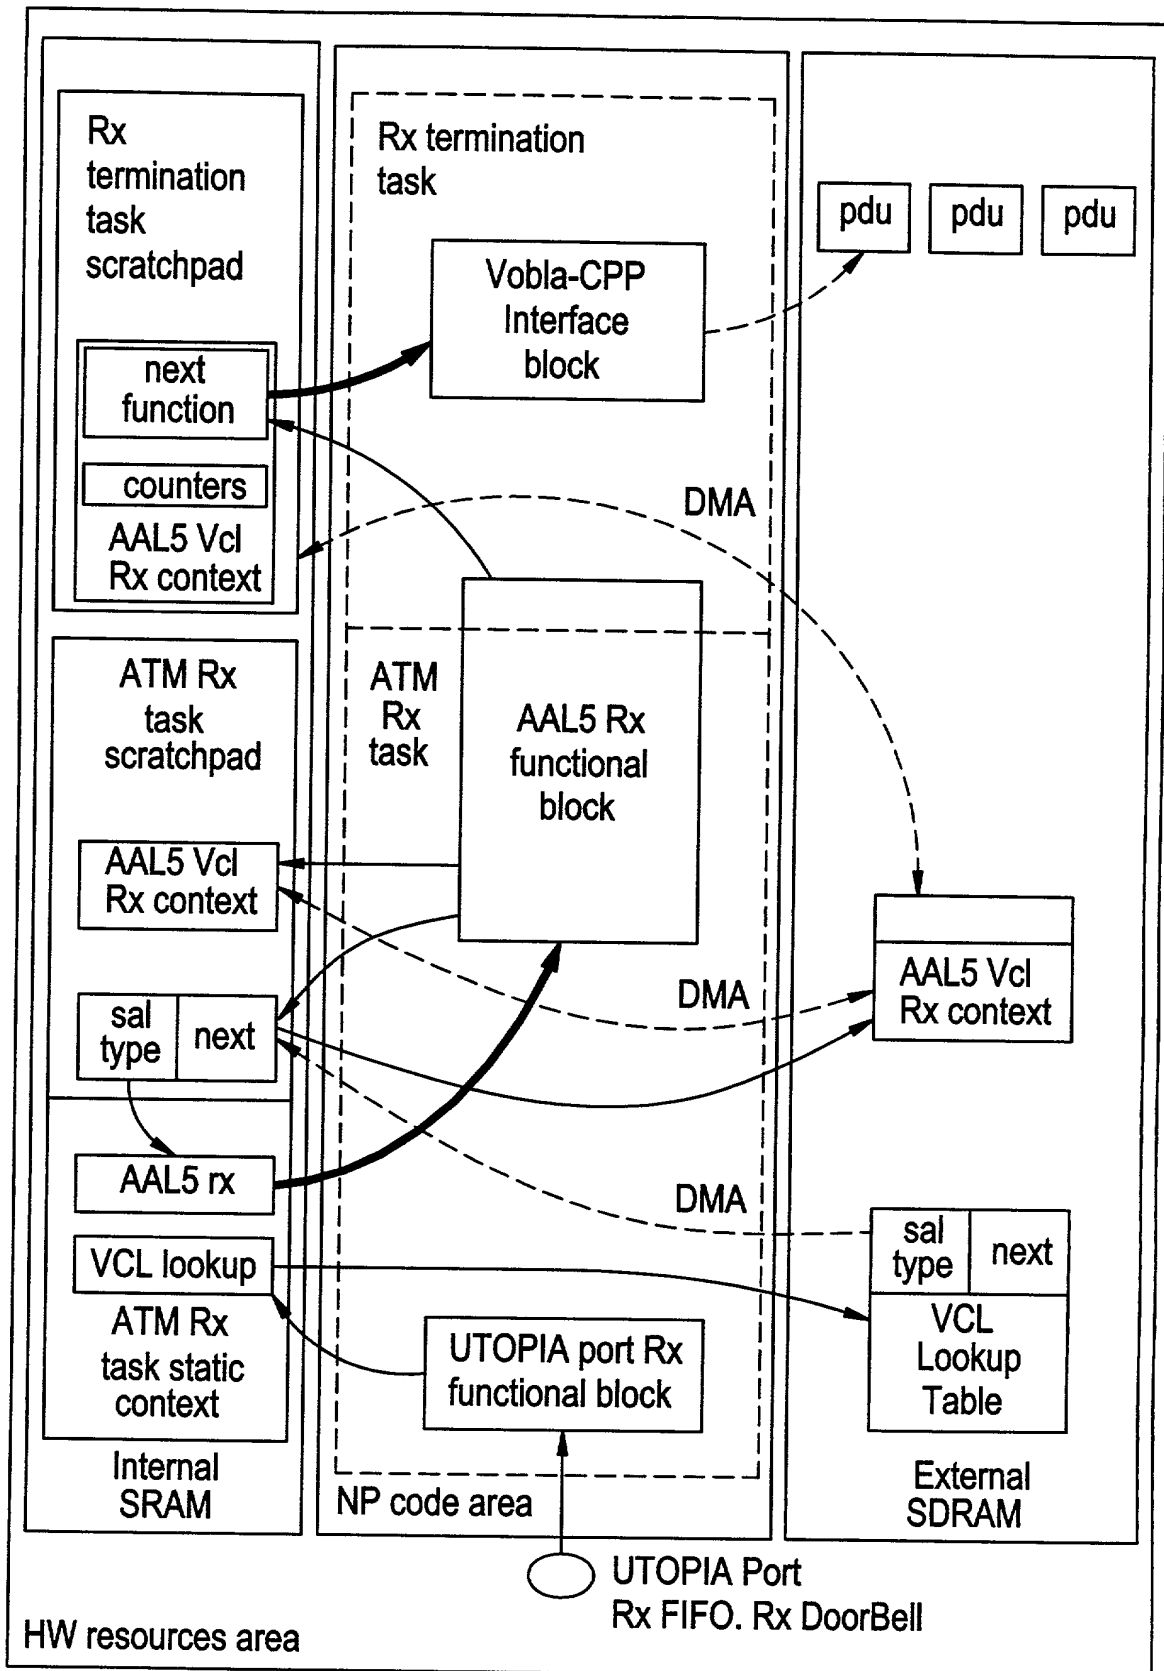 Rx
termination
task
scratchpad
next
function
counters
AAL5 Vcl
Rx context
ATM Rx
task
scratchpad
AAL5 Vcl
Rx context
sal
type
next
AAL5 rx
VCL lookup
ATM Rx
task static
context
Internal
SRAM
Rx termination
task
Vobla-CPP
Interface
block
DMA
ATM
Rx
task
AAL5 Rx
functional
block
DMA
DMA
UTOPIA port Rx
functional block
NP code area
pdu
pdu
pdu
AAL5 Vcl
Rx context
sal
type
next
VCL
Lookup
Table
External
SDRAM
UTOPIA Port
Rx FIFO. Rx DoorBell
HW resources area